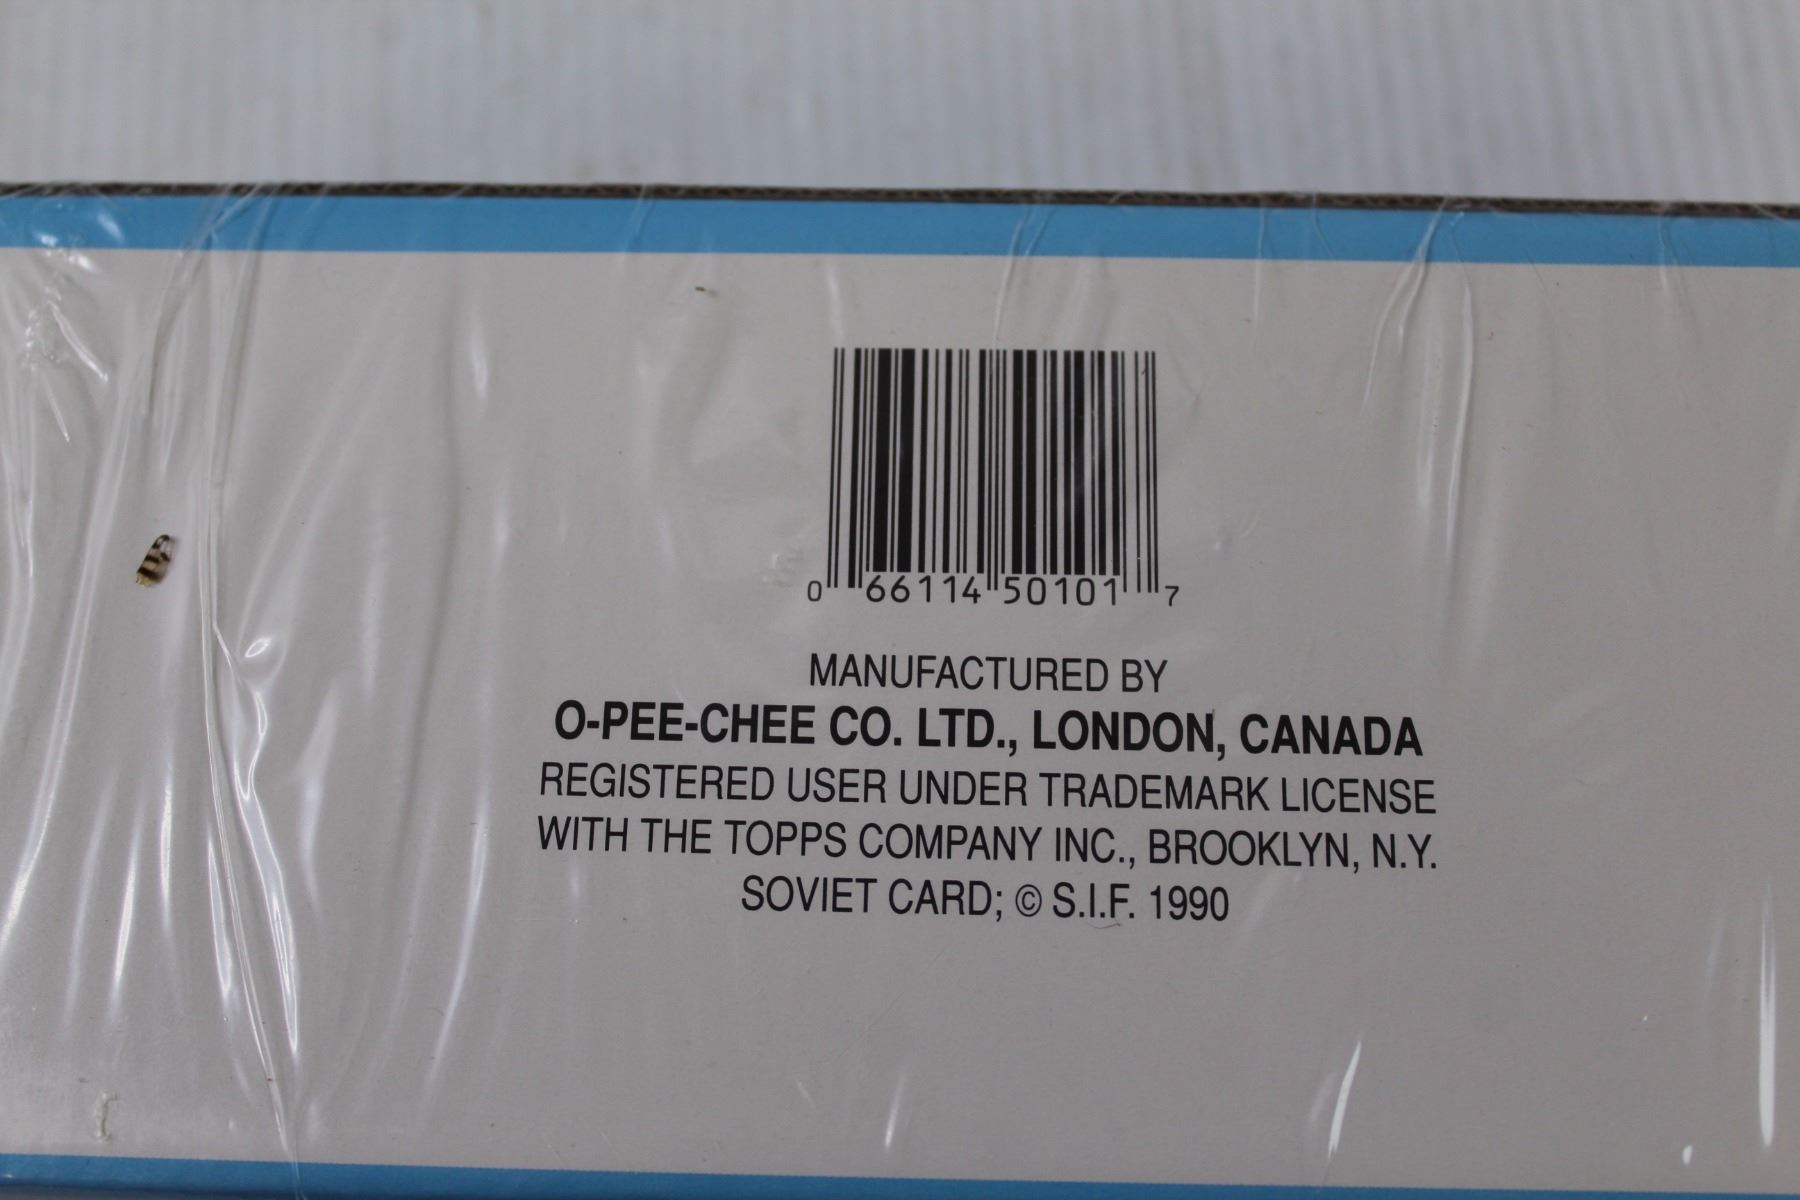 0 66114 50101 7
MANUFACTURED BY
O-PEE-CHEE CO. LTD., LONDON, CANADA
REGISTERED USER UNDER TRADEMARK LICENSE
WITH THE TOPPS COMPANY INC., BROOKLYN, N.Y.
SOVIET CARD; © S.I.F. 1990